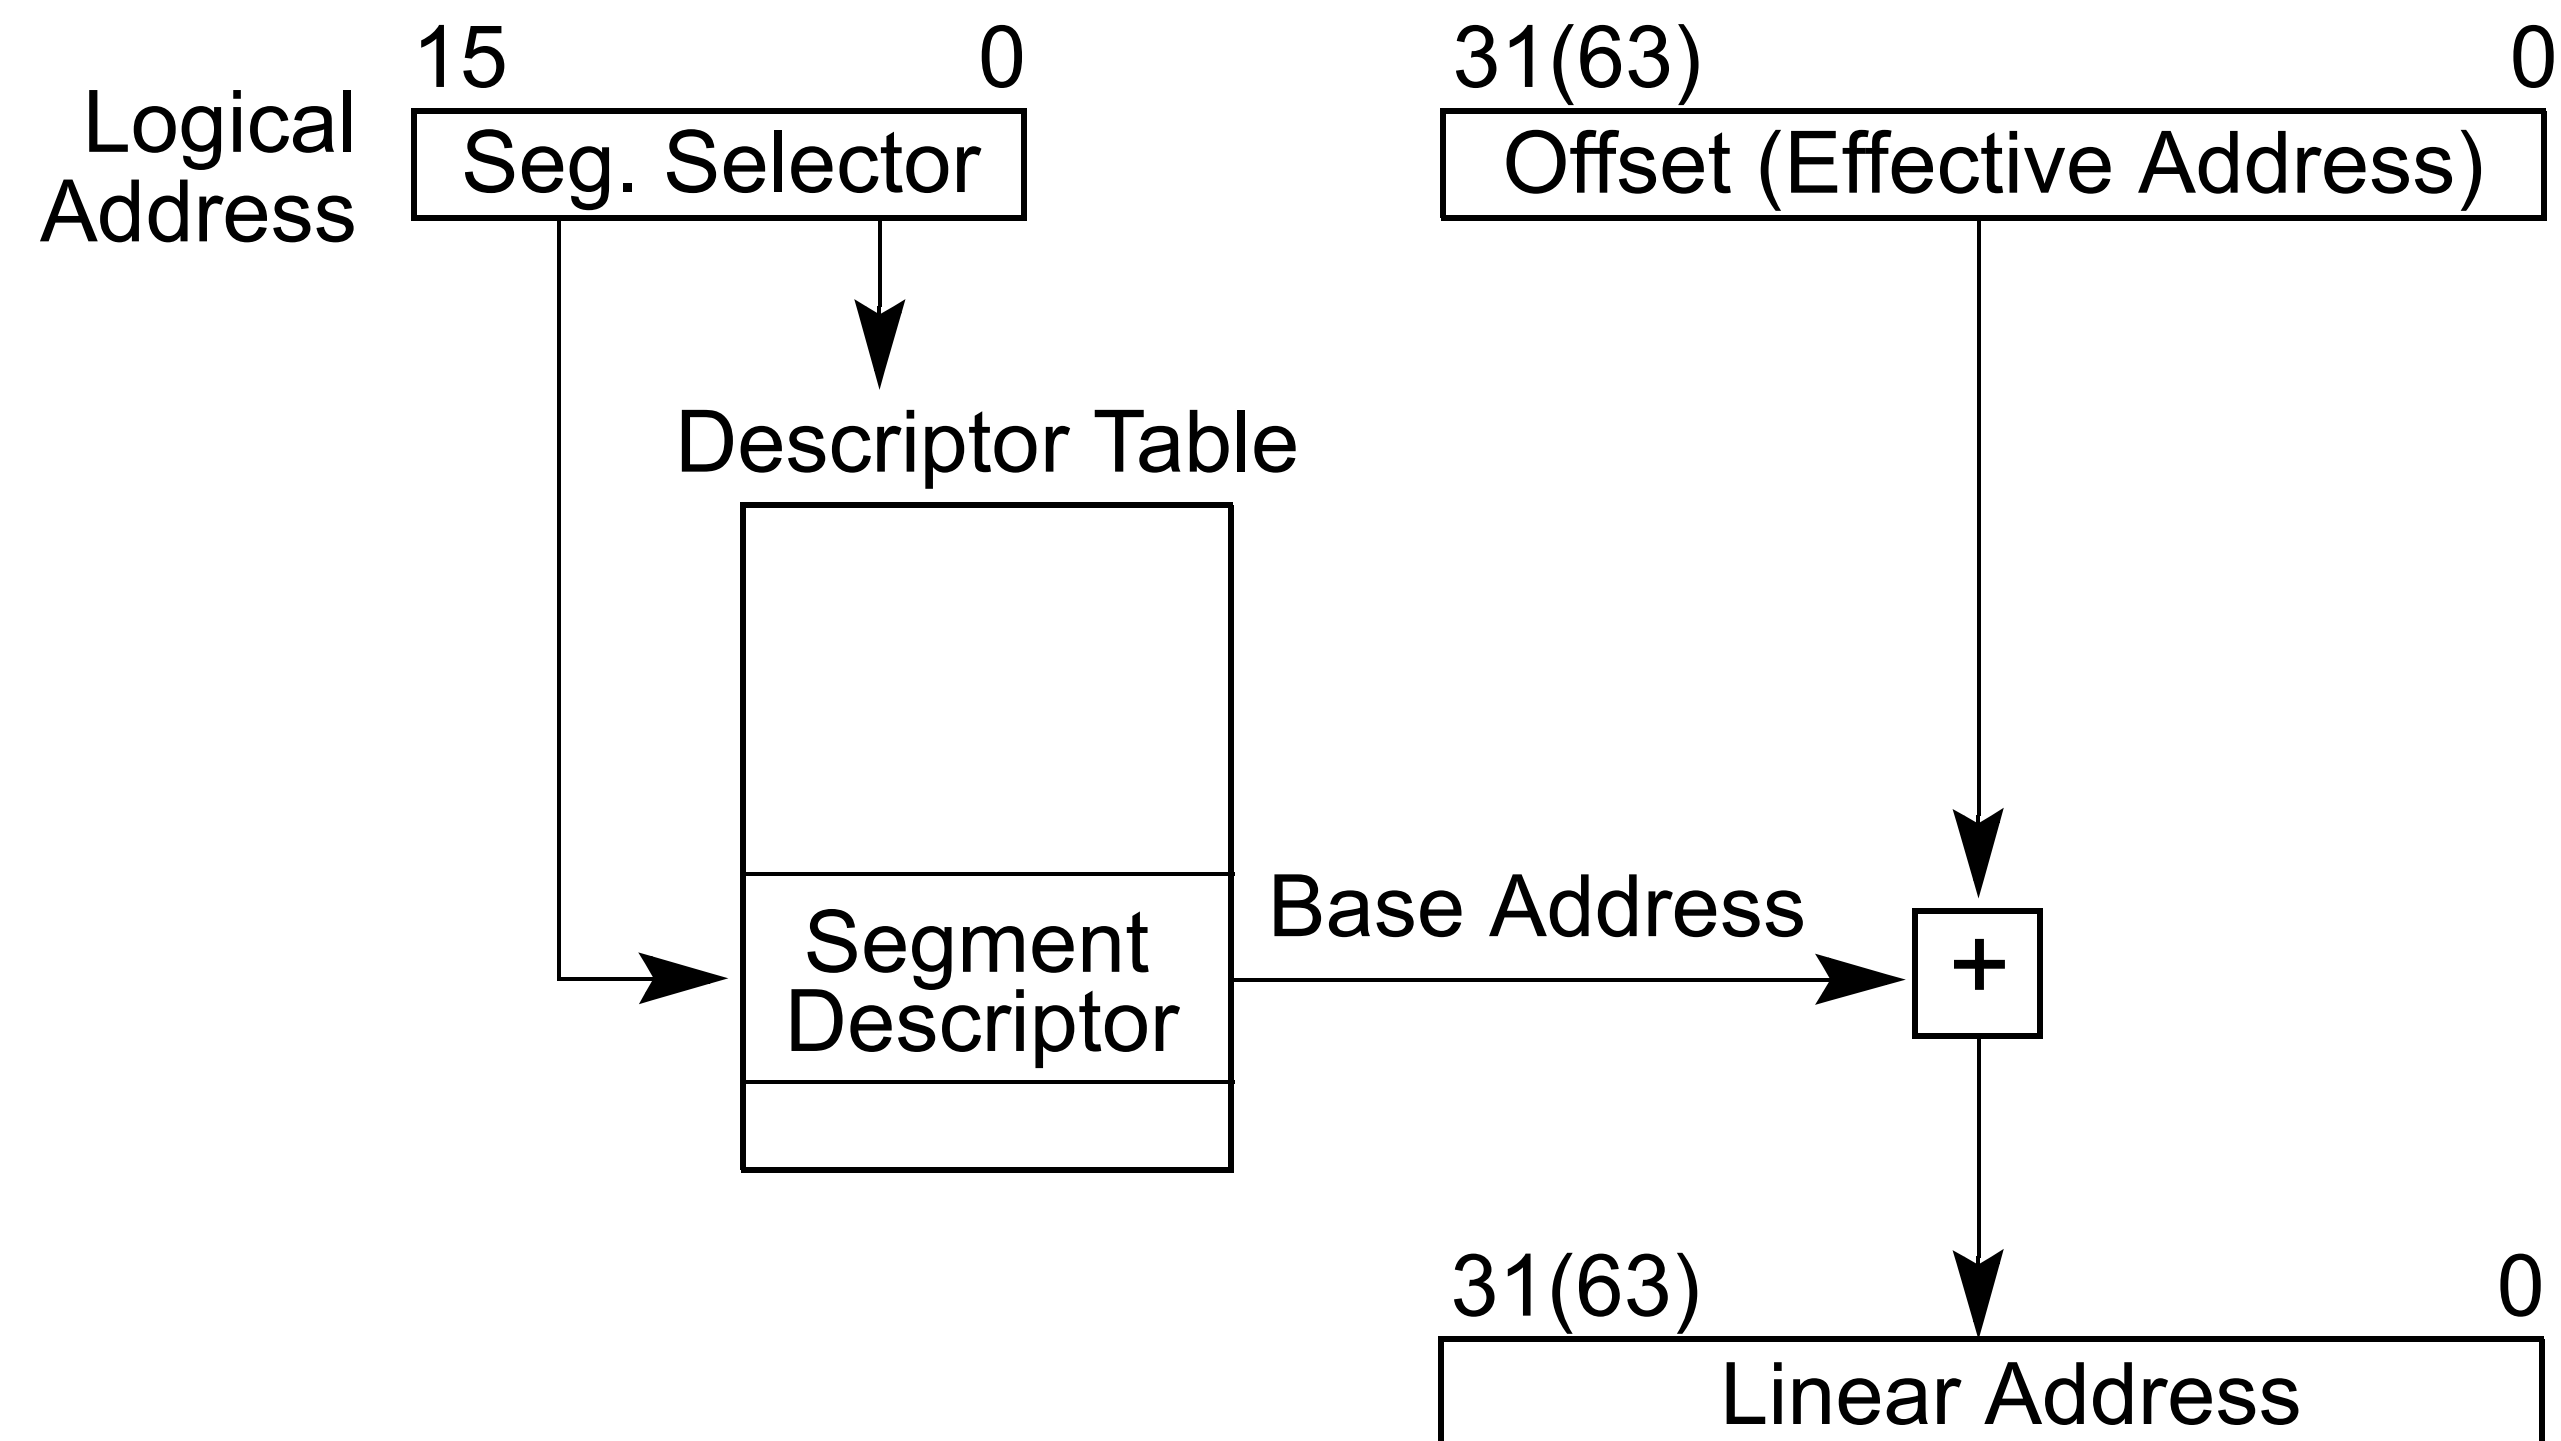 15 0 31(63) 0
Logical
Address
Seg. Selector
Offset (Effective Address)
Descriptor Table
Base Address
Segment
Descriptor
+
31(63) 0
Linear Address